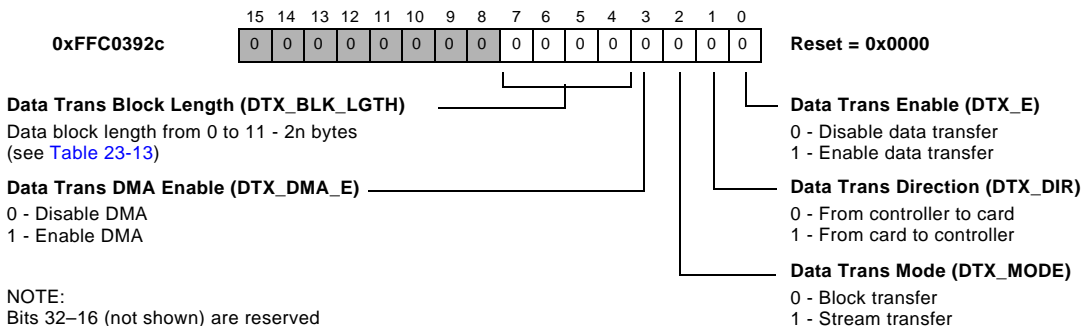 15 14 13 12 11 10 9 8 7 6 5 4 3 2 1 0
0xFFC0392c
0 0 0 0 0 0 0 0 0 0 0 0 0 0 0 0
Reset = 0x0000
Data Trans Block Length (DTX_BLK_LGTH)
Data block length from 0 to 11 - 2n bytes
(see Table 23-13)
Data Trans DMA Enable (DTX_DMA_E)
0 - Disable DMA
1 - Enable DMA
NOTE:
Bits 32–16 (not shown) are reserved
Data Trans Enable (DTX_E)
0 - Disable data transfer
1 - Enable data transfer
Data Trans Direction (DTX_DIR)
0 - From controller to card
1 - From card to controller
Data Trans Mode (DTX_MODE)
0 - Block transfer
1 - Stream transfer